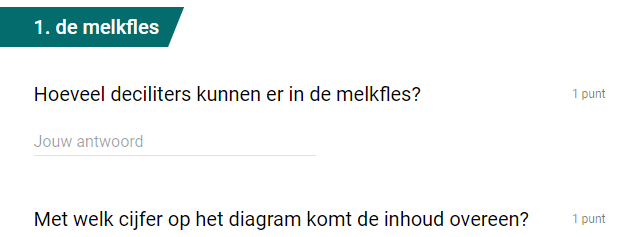 1. de melkfles
Hoeveel deciliters kunnen er in de melkfles?
1 punt
Jouw antwoord
Met welk cijfer op het diagram komt de inhoud overeen?
1 punt